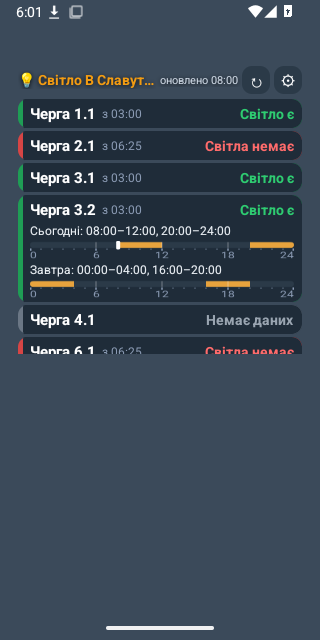 6:01
💡 Світло В Славут... оновлено 08:00
Черга 1.1 з 03:00 Світло є
Черга 2.1 з 06:25 Світла немає
Черга 3.1 з 03:00 Світло є
Черга 3.2 з 03:00 Світло є
Сьогодні: 08:00–12:00, 20:00–24:00
0 6 12 18 24
Завтра: 00:00–04:00, 16:00–20:00
0 6 12 18 24
Черга 4.1 Немає даних
Черга 6.1 з 06:25 Світла немає